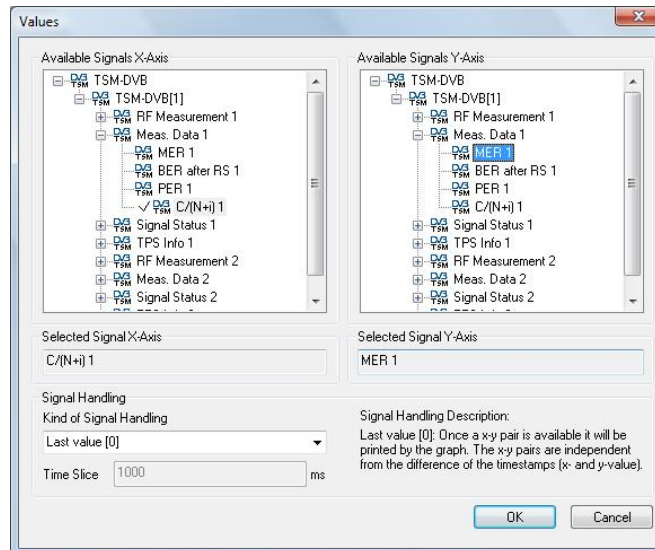 Values
Available Signals X-Axis
TSM-DVB
TSM-DVB[1]
RF Measurement 1
Meas. Data 1
MER 1
BER after RS 1
PER 1
C/(N+i) 1
Signal Status 1
TPS Info 1
RF Measurement 2
Meas. Data 2
Signal Status 2
Available Signals Y-Axis
TSM-DVB
TSM-DVB[1]
RF Measurement 1
Meas. Data 1
MER 1
BER after RS 1
PER 1
C/(N+i) 1
Signal Status 1
TPS Info 1
RF Measurement 2
Meas. Data 2
Signal Status 2
Selected Signal X-Axis
C/(N+i) 1
Selected Signal Y-Axis
MER 1
Signal Handling
Kind of Signal Handling
Last value [0]
Time Slice 1000 ms
Signal Handling Description:
Last value [0]: Once a x-y pair is available it will be
printed by the graph. The x-y pairs are independent
from the difference of the timestamps (x- and y-value).
OK Cancel